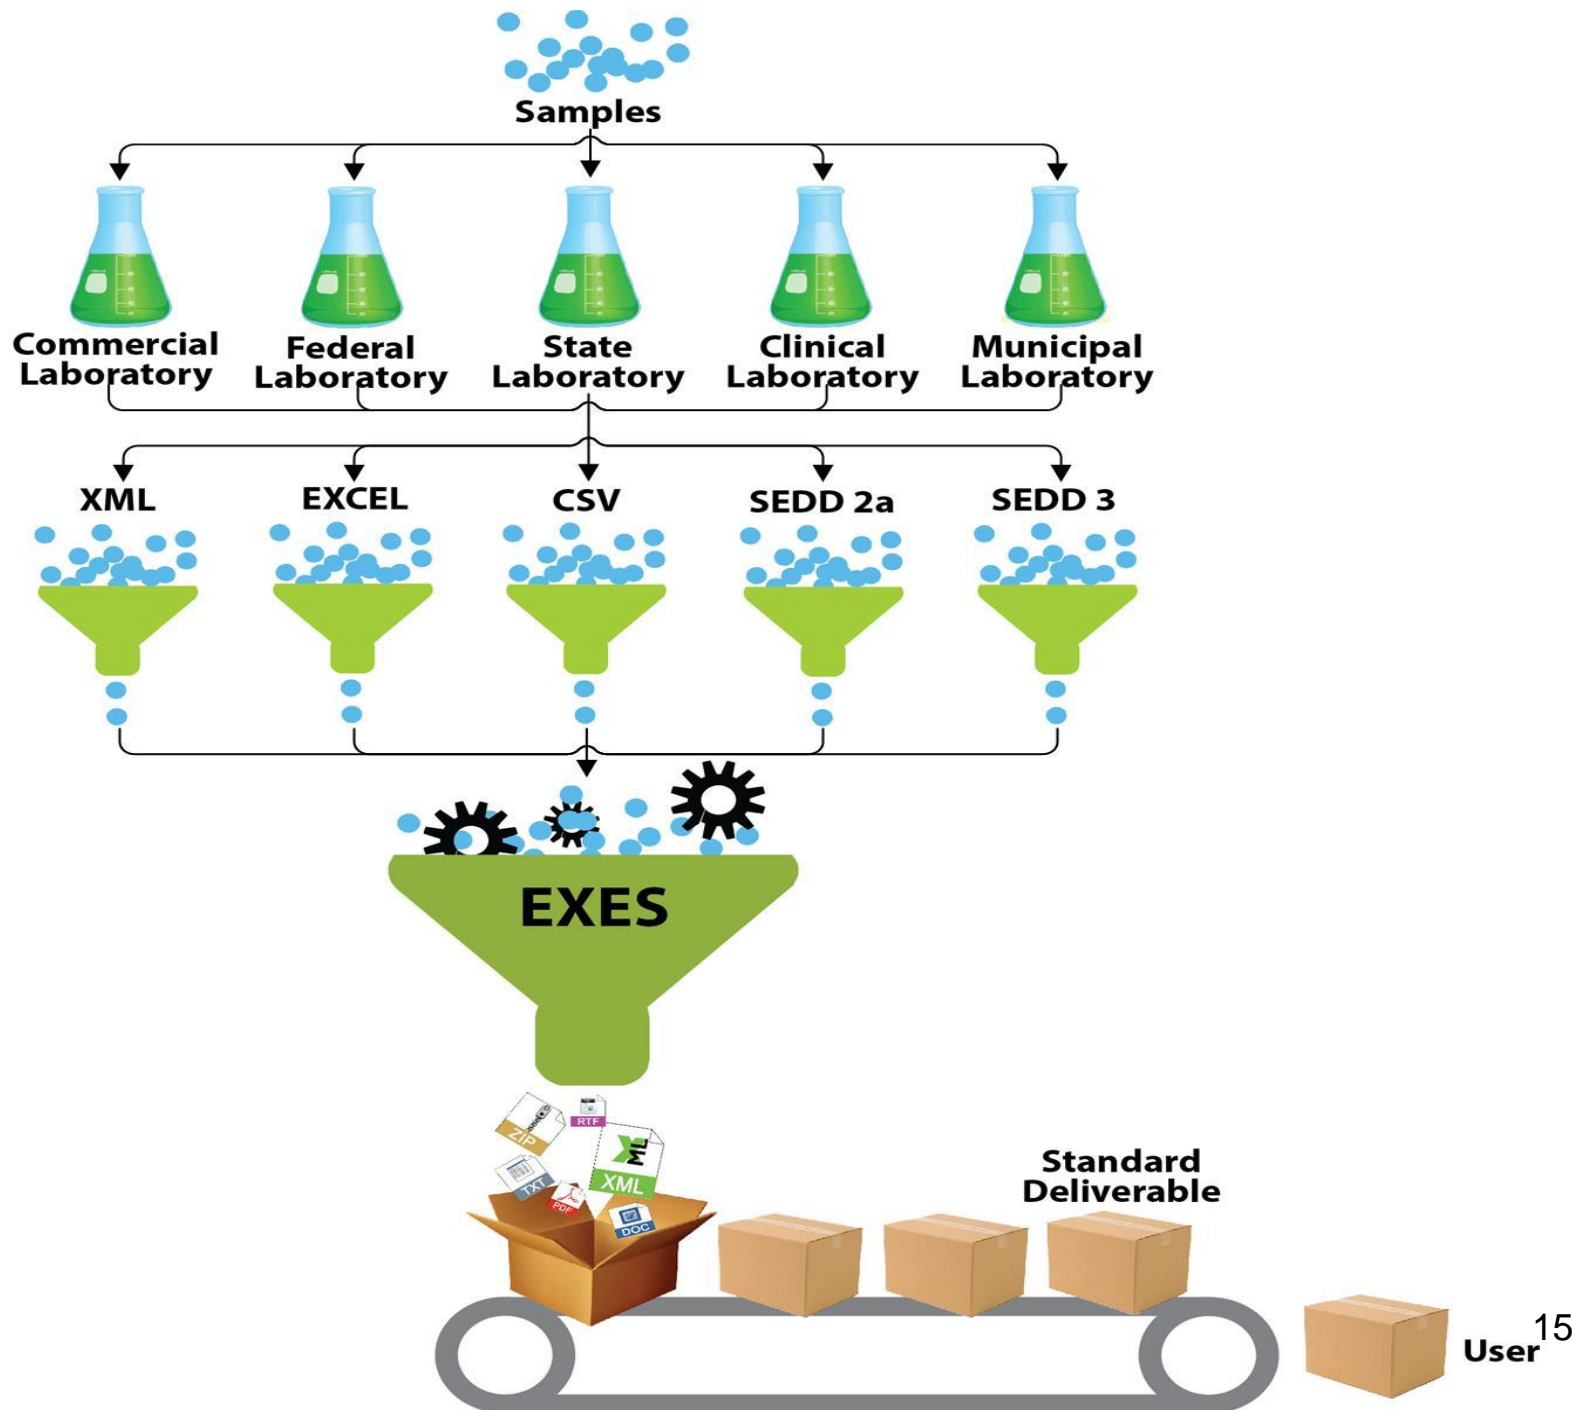 Samples
Commercial
Laboratory
Federal
Laboratory
State
Laboratory
Clinical
Laboratory
Municipal
Laboratory
XML
EXCEL
CSV
SEDD 2a
SEDD 3
EXES
ZIP
RTF
ML
XML
TXT
PDF
DOC
Standard
Deliverable
User
15